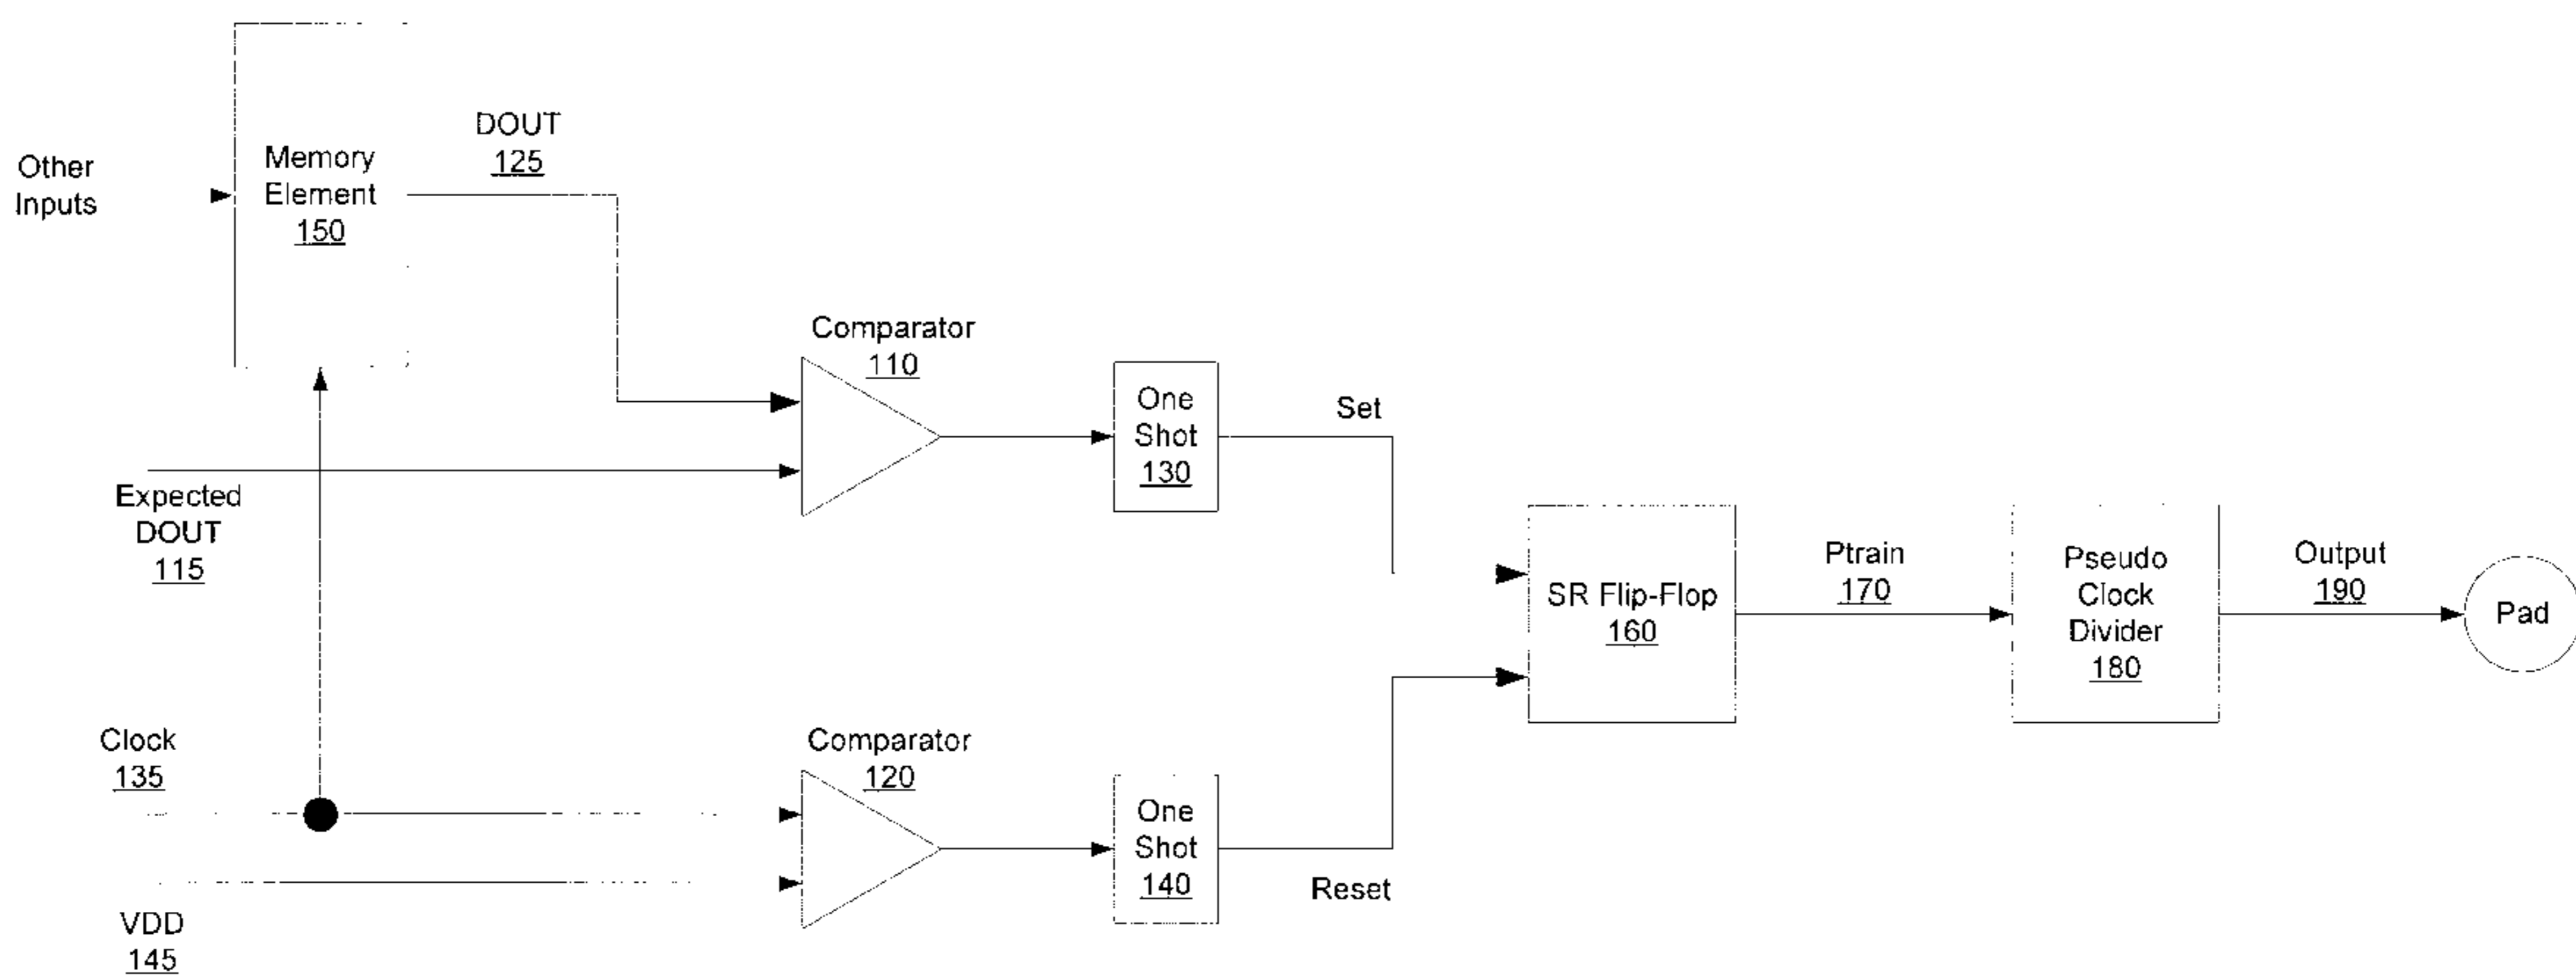 Other
Inputs
Memory
Element
150
DOUT
125
Comparator
110
One
Shot
130
Set
Expected
DOUT
115
SR Flip-Flop
160
Ptrain
170
Pseudo
Clock
Divider
180
Output
190
Pad
Clock
135
Comparator
120
One
Shot
140
Reset
VDD
145